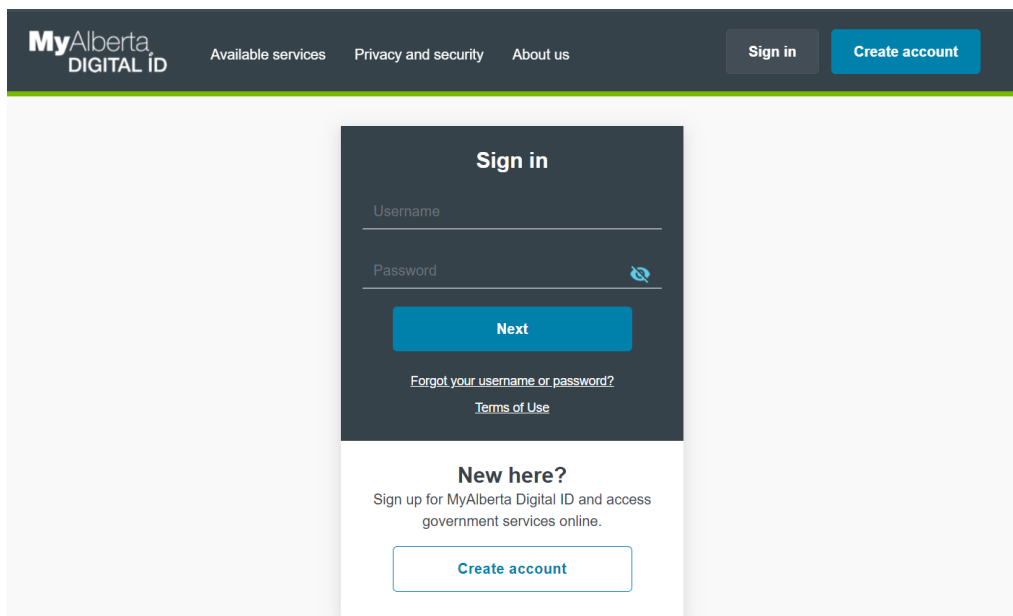 MyAlberta
DIGITAL ID
Available services
Privacy and security
About us
Sign in
Create account
Sign in
Username
Password
Next
Forgot your username or password?
Terms of Use
New here?
Sign up for MyAlberta Digital ID and access
government services online.
Create account